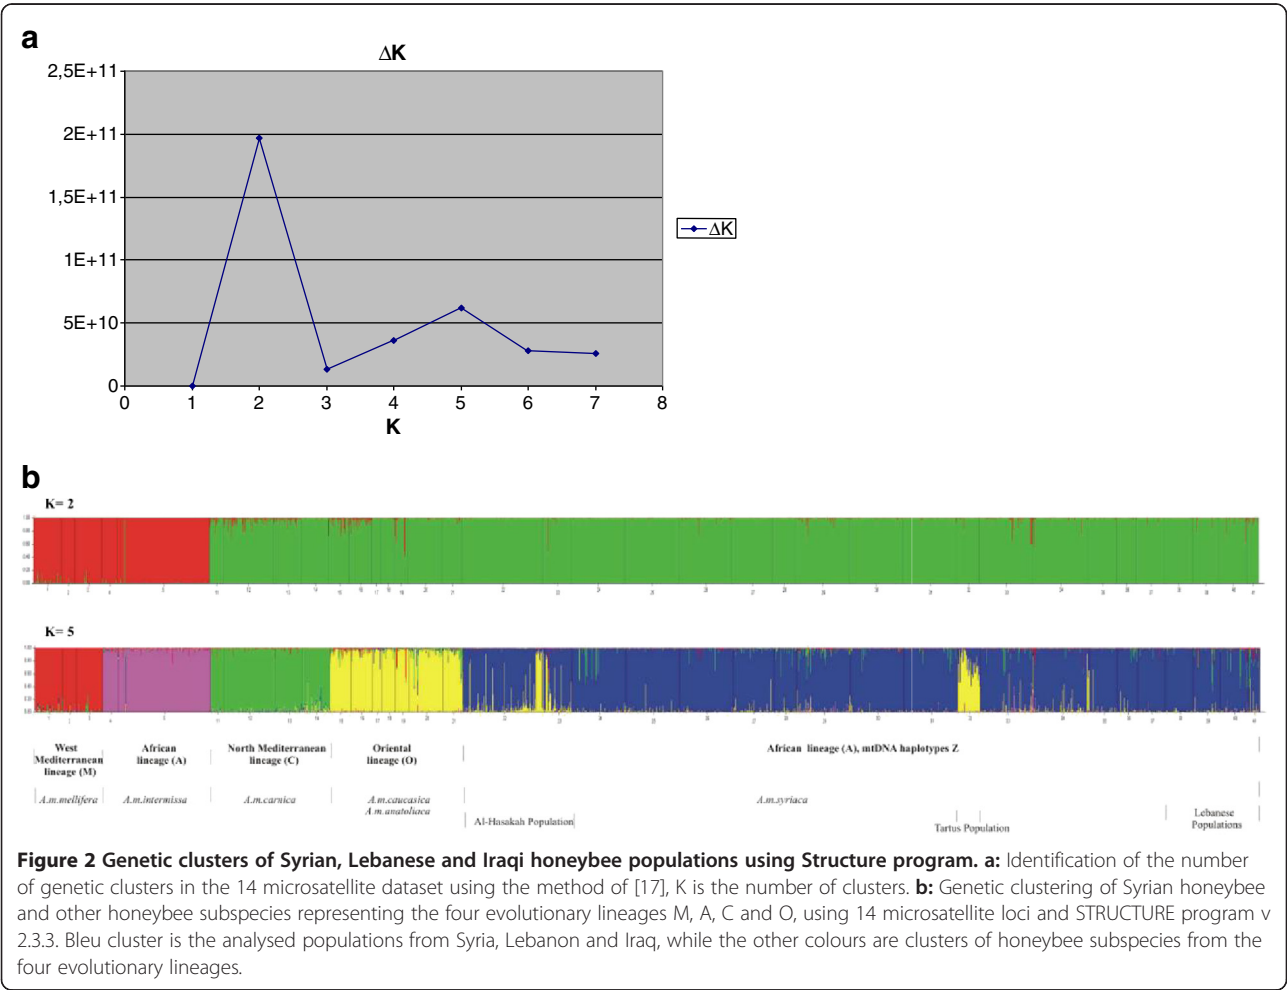 a
ΔK
2,5E+11
2E+11
1,5E+11
1E+11
5E+10
0
0 1 2 3 4 5 6 7 8
K
ΔK
b
K= 2
K= 5
West Mediterranean lineage (M)
African lineage (A)
North Mediterranean lineage (C)
Oriental lineage (O)
African lineage (A), mtDNA haplotypes Z
A.m.mellifera
A.m.intermissa
A.m.carnica
A.m.caucasica
A.m.anatoliaca
A.m.syriaca
Al-Hasakah Population
Tartus Population
Lebanese Populations
Figure 2 Genetic clusters of Syrian, Lebanese and Iraqi honeybee populations using Structure program. a: Identification of the number
of genetic clusters in the 14 microsatellite dataset using the method of [17], K is the number of clusters. b: Genetic clustering of Syrian honeybee
and other honeybee subspecies representing the four evolutionary lineages M, A, C and O, using 14 microsatellite loci and STRUCTURE program v
2.3.3. Bleu cluster is the analysed populations from Syria, Lebanon and Iraq, while the other colours are clusters of honeybee subspecies from the
four evolutionary lineages.